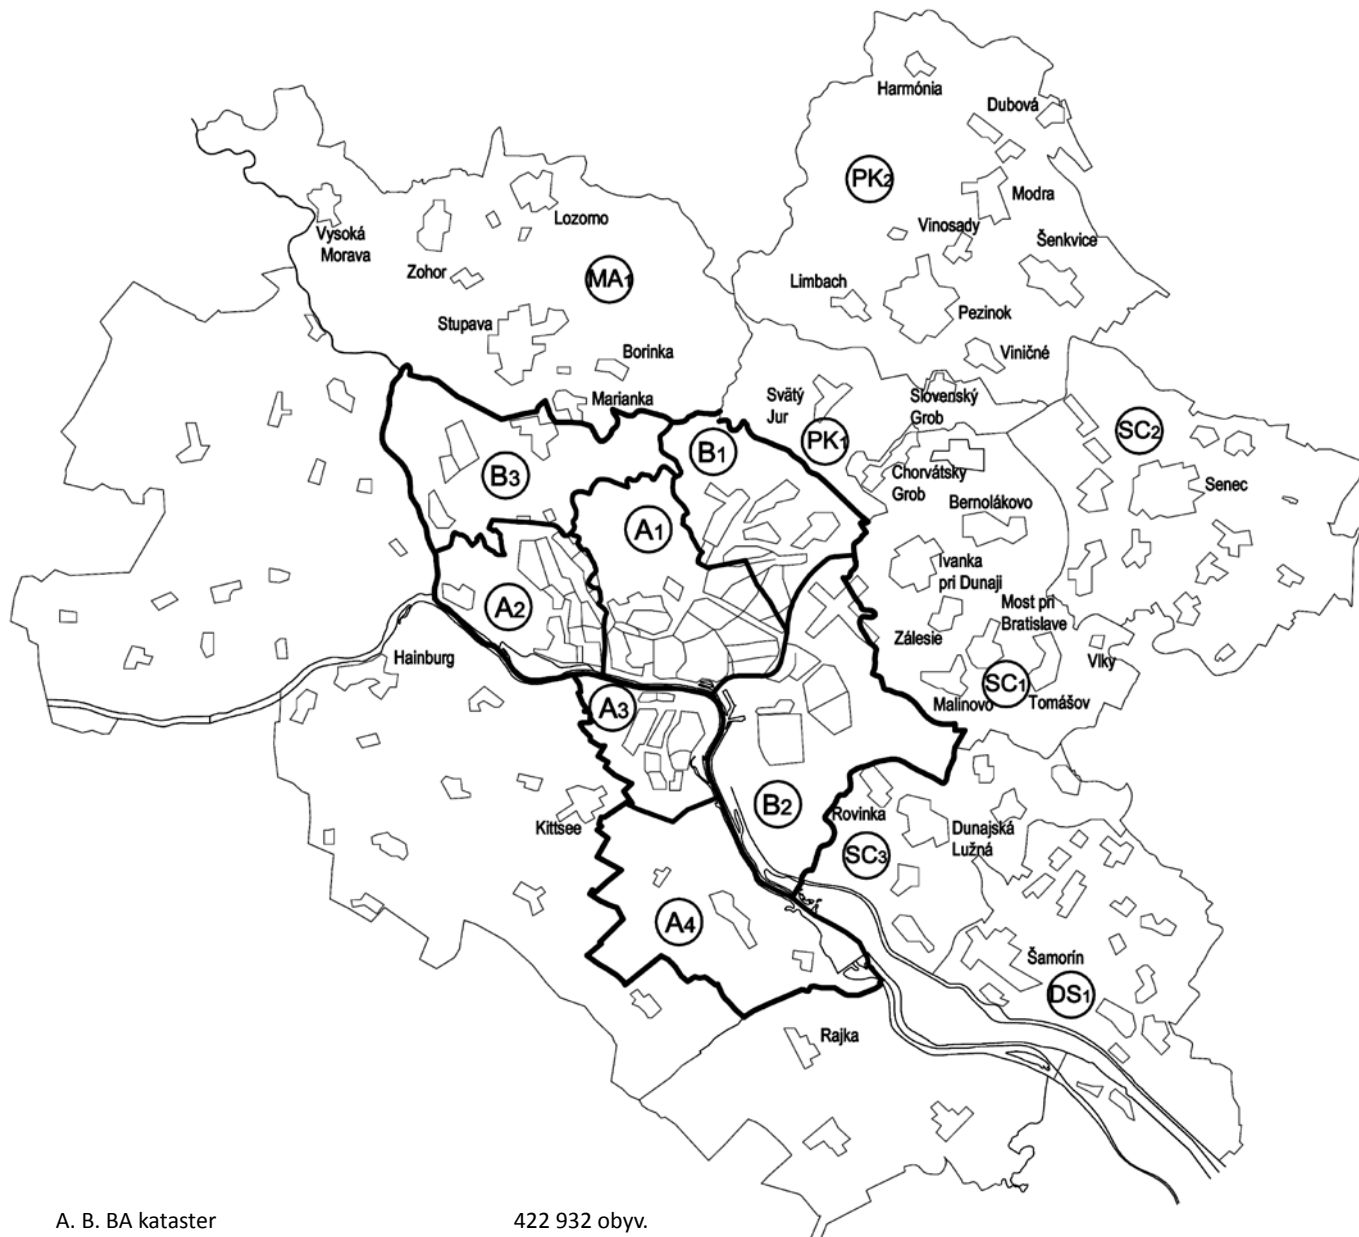 Harmónia
Dubová
PK2
Modra
Lozorno
Vinosady
Vysoká
Morava
Šenkvice
Zohor
MA1
Limbach
Pezinok
Stupava
Borinka
Viničné
Marianka
Svätý
Jur
Slovenský
Grob
PK1
SC2
B1
B3
Chorvátsky
Grob
Senec
Bernolákovo
A1
Ivanka
pri Dunaji
A2
Most pri
Bratislave
Zálesie
Hainburg
Vlky
SC1
Malinovo
Tomášov
A3
B2
Rovinka
Kittsee
Dunajská
Lužná
SC3
A4
Šamorín
DS1
Rajka
A. B. BA kataster
422 932 obyv.